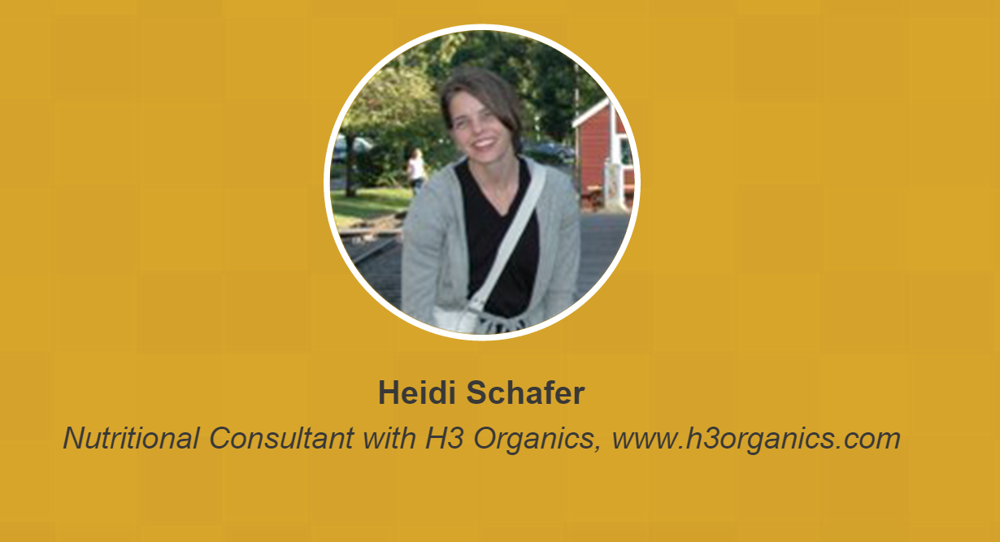 Heidi Schafer
Nutritional Consultant with H3 Organics, www.h3organics.com